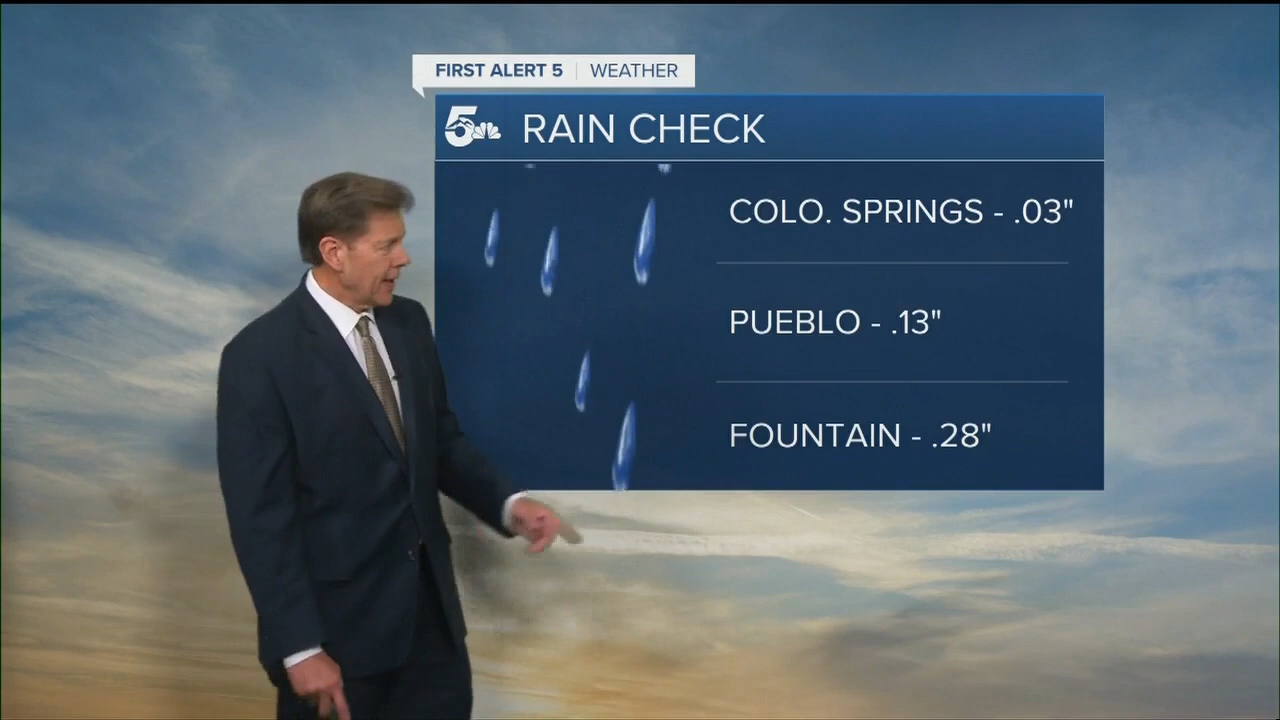 FIRST ALERT 5 | WEATHER
5 RAIN CHECK
COLO. SPRINGS - .03"
PUEBLO - .13"
FOUNTAIN - .28"